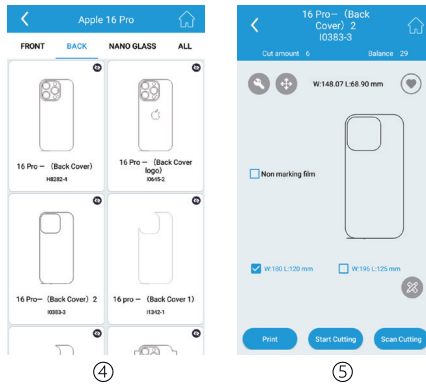 Apple 16 Pro
FRONT BACK NANO GLASS ALL
16 Pro — （Back Cover）
H8282-4
16 Pro — （Back Cover logo）
I0645-2
16 Pro—（Back Cover）2
I0383-3
16 pro — （Back Cover 1）
I1342-1
④
16 Pro—（Back
Cover）2
I0383-3
Cut amount 6 Balance 29
W:148.07 L:68.90 mm
Non marking film
W:180 L:120 mm W:195 L:125 mm
Print Start Cutting Scan Cutting
⑤